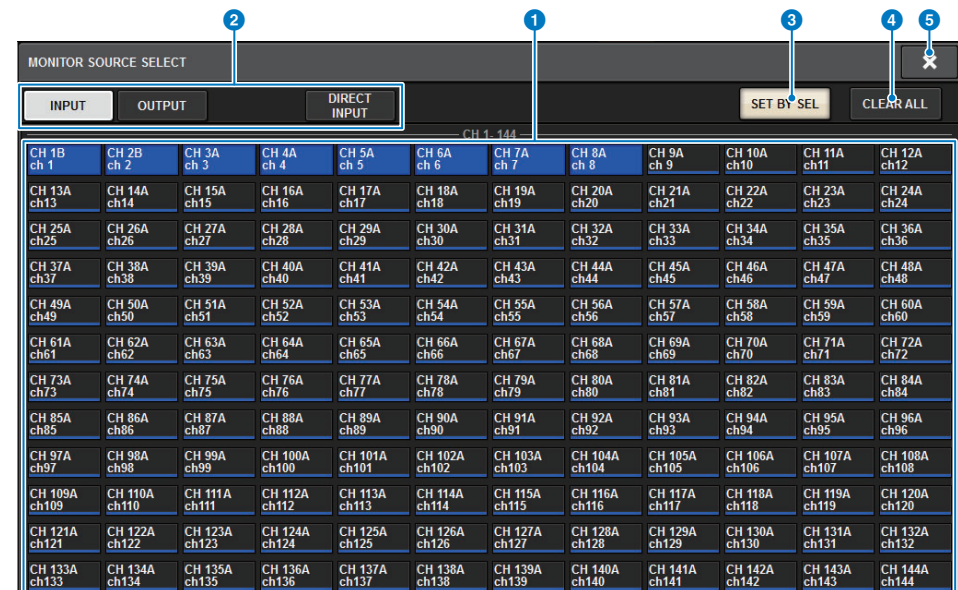 2 1 3 4 5
MONITOR SOURCE SELECT
INPUT OUTPUT DIRECT INPUT SET BY SEL CLEAR ALL
CH 1- 144
CH 1B CH 2B CH 3A CH 4A CH 5A CH 6A CH 7A CH 8A CH 9A CH 10A CH 11A CH 12A
ch 1 ch 2 ch 3 ch 4 ch 5 ch 6 ch 7 ch 8 ch 9 ch10 ch11 ch12
CH 13A CH 14A CH 15A CH 16A CH 17A CH 18A CH 19A CH 20A CH 21A CH 22A CH 23A CH 24A
ch13 ch14 ch15 ch16 ch17 ch18 ch19 ch20 ch21 ch22 ch23 ch24
CH 25A CH 26A CH 27A CH 28A CH 29A CH 30A CH 31A CH 32A CH 33A CH 34A CH 35A CH 36A
ch25 ch26 ch27 ch28 ch29 ch30 ch31 ch32 ch33 ch34 ch35 ch36
CH 37A CH 38A CH 39A CH 40A CH 41A CH 42A CH 43A CH 44A CH 45A CH 46A CH 47A CH 48A
ch37 ch38 ch39 ch40 ch41 ch42 ch43 ch44 ch45 ch46 ch47 ch48
CH 49A CH 50A CH 51A CH 52A CH 53A CH 54A CH 55A CH 56A CH 57A CH 58A CH 59A CH 60A
ch49 ch50 ch51 ch52 ch53 ch54 ch55 ch56 ch57 ch58 ch59 ch60
CH 61A CH 62A CH 63A CH 64A CH 65A CH 66A CH 67A CH 68A CH 69A CH 70A CH 71A CH 72A
ch61 ch62 ch63 ch64 ch65 ch66 ch67 ch68 ch69 ch70 ch71 ch72
CH 73A CH 74A CH 75A CH 76A CH 77A CH 78A CH 79A CH 80A CH 81A CH 82A CH 83A CH 84A
ch73 ch74 ch75 ch76 ch77 ch78 ch79 ch80 ch81 ch82 ch83 ch84
CH 85A CH 86A CH 87A CH 88A CH 89A CH 90A CH 91A CH 92A CH 93A CH 94A CH 95A CH 96A
ch85 ch86 ch87 ch88 ch89 ch90 ch91 ch92 ch93 ch94 ch95 ch96
CH 97A CH 98A CH 99A CH 100A CH 101A CH 102A CH 103A CH 104A CH 105A CH 106A CH 107A CH 108A
ch97 ch98 ch99 ch100 ch101 ch102 ch103 ch104 ch105 ch106 ch107 ch108
CH 109A CH 110A CH 111A CH 112A CH 113A CH 114A CH 115A CH 116A CH 117A CH 118A CH 119A CH 120A
ch109 ch110 ch111 ch112 ch113 ch114 ch115 ch116 ch117 ch118 ch119 ch120
CH 121A CH 122A CH 123A CH 124A CH 125A CH 126A CH 127A CH 128A CH 129A CH 130A CH 131A CH 132A
ch121 ch122 ch123 ch124 ch125 ch126 ch127 ch128 ch129 ch130 ch131 ch132
CH 133A CH 134A CH 135A CH 136A CH 137A CH 138A CH 139A CH 140A CH 141A CH 142A CH 143A CH 144A
ch133 ch134 ch135 ch136 ch137 ch138 ch139 ch140 ch141 ch142 ch143 ch144